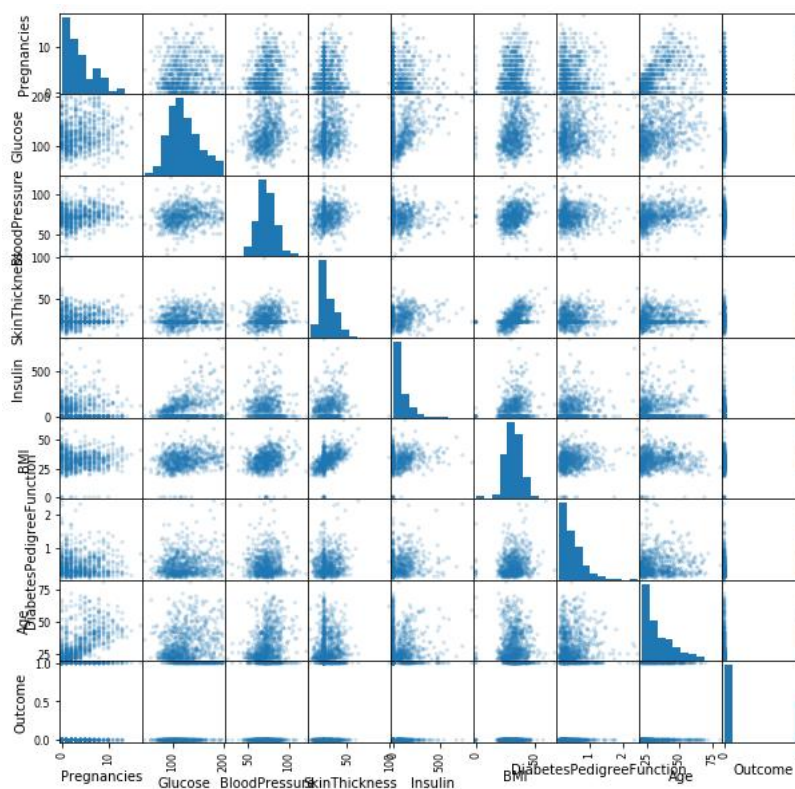 Pregnancies
10
0
Glucose
200
100
BloodPressure
100
50
SkinThickness
100
50
Insulin
500
0
BMI
50
25
0
DiabetesPedigreeFunction
2
1
Age
75
50
25
Outcome
1.0
0.5
0.0
0 10 100 200 50 100 50 100 0 500 0 50 1 2 25 50 75 0
Pregnancies Glucose BloodPressure SkinThickness Insulin BMI DiabetesPedigreeFunction Age Outcome